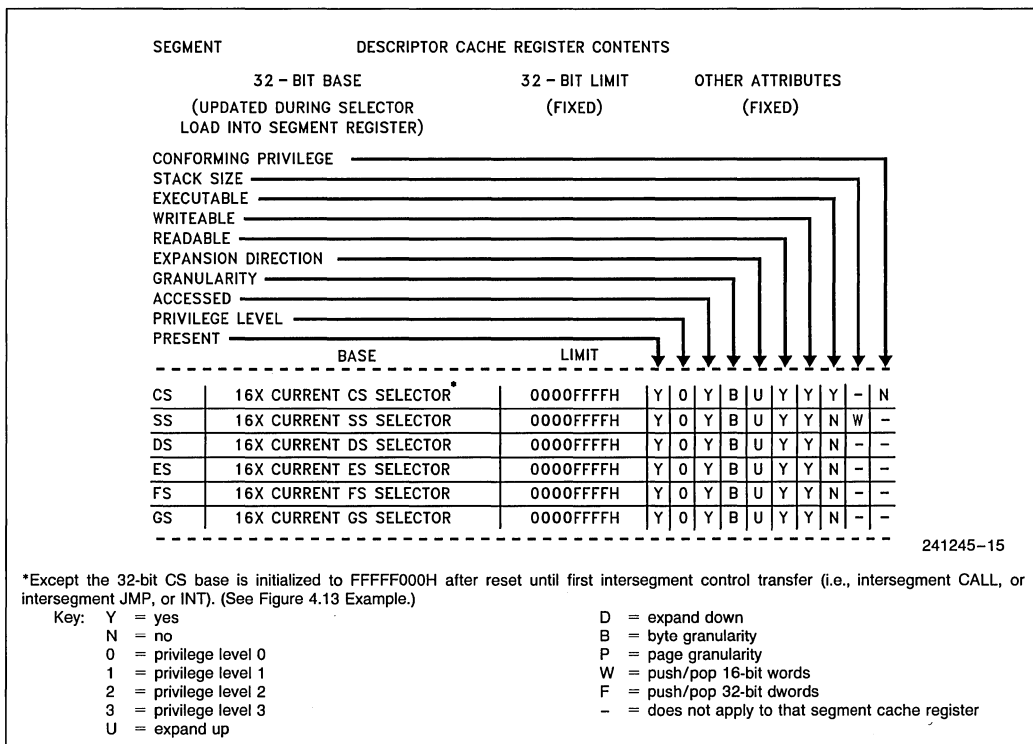 SEGMENT DESCRIPTOR CACHE REGISTER CONTENTS
32 – BIT BASE 32 – BIT LIMIT OTHER ATTRIBUTES
(UPDATED DURING SELECTOR (FIXED) (FIXED)
LOAD INTO SEGMENT REGISTER)
CONFORMING PRIVILEGE
STACK SIZE
EXECUTABLE
WRITEABLE
READABLE
EXPANSION DIRECTION
GRANULARITY
ACCESSED
PRIVILEGE LEVEL
PRESENT
BASE LIMIT
CS 16X CURRENT CS SELECTOR* 0000FFFFH Y 0 Y B U Y Y Y – N
SS 16X CURRENT SS SELECTOR 0000FFFFH Y 0 Y B U Y Y N W –
DS 16X CURRENT DS SELECTOR 0000FFFFH Y 0 Y B U Y Y N – –
ES 16X CURRENT ES SELECTOR 0000FFFFH Y 0 Y B U Y Y N – –
FS 16X CURRENT FS SELECTOR 0000FFFFH Y 0 Y B U Y Y N – –
GS 16X CURRENT GS SELECTOR 0000FFFFH Y 0 Y B U Y Y N – –
241245–15
*Except the 32-bit CS base is initialized to FFFFF000H after reset until first intersegment control transfer (i.e., intersegment CALL, or
intersegment JMP, or INT). (See Figure 4.13 Example.)
Key: Y = yes
N = no
0 = privilege level 0
1 = privilege level 1
2 = privilege level 2
3 = privilege level 3
U = expand up
D = expand down
B = byte granularity
P = page granularity
W = push/pop 16-bit words
F = push/pop 32-bit dwords
– = does not apply to that segment cache register